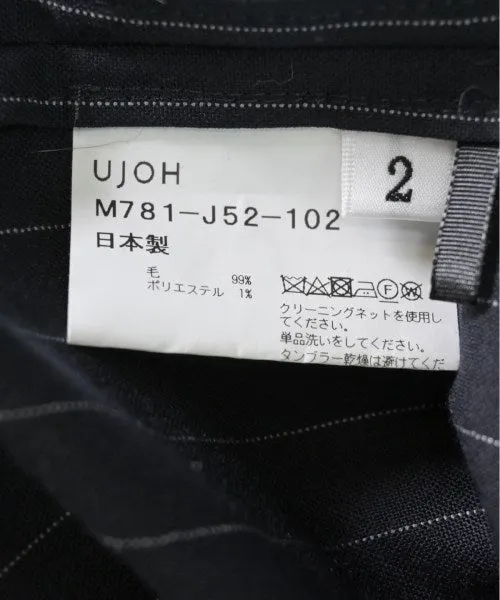 UJOH
2
M781-J52-102
日本製
毛 99%
ポリエステル 1%
F W
クリーニングネットを使用し
てください。
単品洗いをしてください。
タンブラー乾燥は避けてくだ